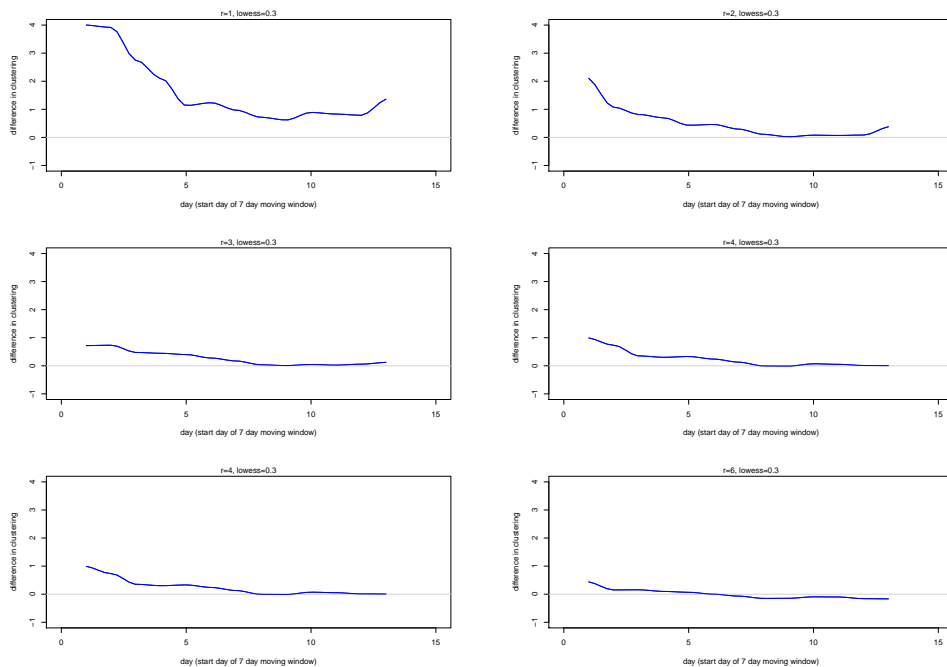 r=1, lowess=0.3
difference in clustering
−1 0 1 2 3 4
0 5 10 15
day (start day of 7 day moving window)
r=2, lowess=0.3
difference in clustering
−1 0 1 2 3 4
0 5 10 15
day (start day of 7 day moving window)
r=3, lowess=0.3
difference in clustering
−1 0 1 2 3 4
0 5 10 15
day (start day of 7 day moving window)
r=4, lowess=0.3
difference in clustering
−1 0 1 2 3 4
0 5 10 15
day (start day of 7 day moving window)
r=4, lowess=0.3
difference in clustering
−1 0 1 2 3 4
0 5 10 15
day (start day of 7 day moving window)
r=6, lowess=0.3
difference in clustering
−1 0 1 2 3 4
0 5 10 15
day (start day of 7 day moving window)